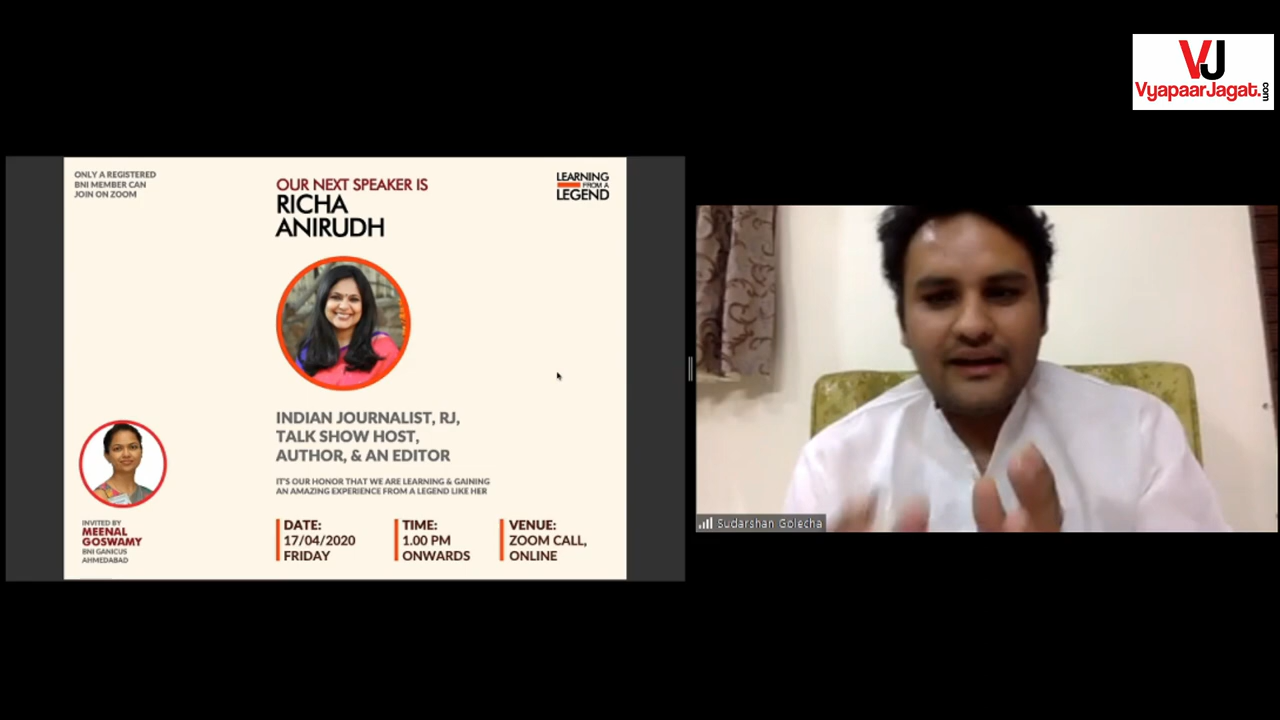 VJ
VyapaarJagat.com
ONLY A REGISTERED
BNI MEMBER CAN
JOIN ON ZOOM
OUR NEXT SPEAKER IS
RICHA
ANIRUDH
LEARNING
FROM A
LEGEND
INDIAN JOURNALIST, RJ,
TALK SHOW HOST,
AUTHOR, & AN EDITOR
IT'S OUR HONOR THAT WE ARE LEARNING & GAINING
AN AMAZING EXPERIENCE FROM A LEGEND LIKE HER
INVITED BY
MEENAL
GOSWAMY
BNI GANICUS
AHMEDABAD
DATE:
17/04/2020
FRIDAY
TIME:
1.00 PM
ONWARDS
VENUE:
ZOOM CALL,
ONLINE
Sudarshan Golecha